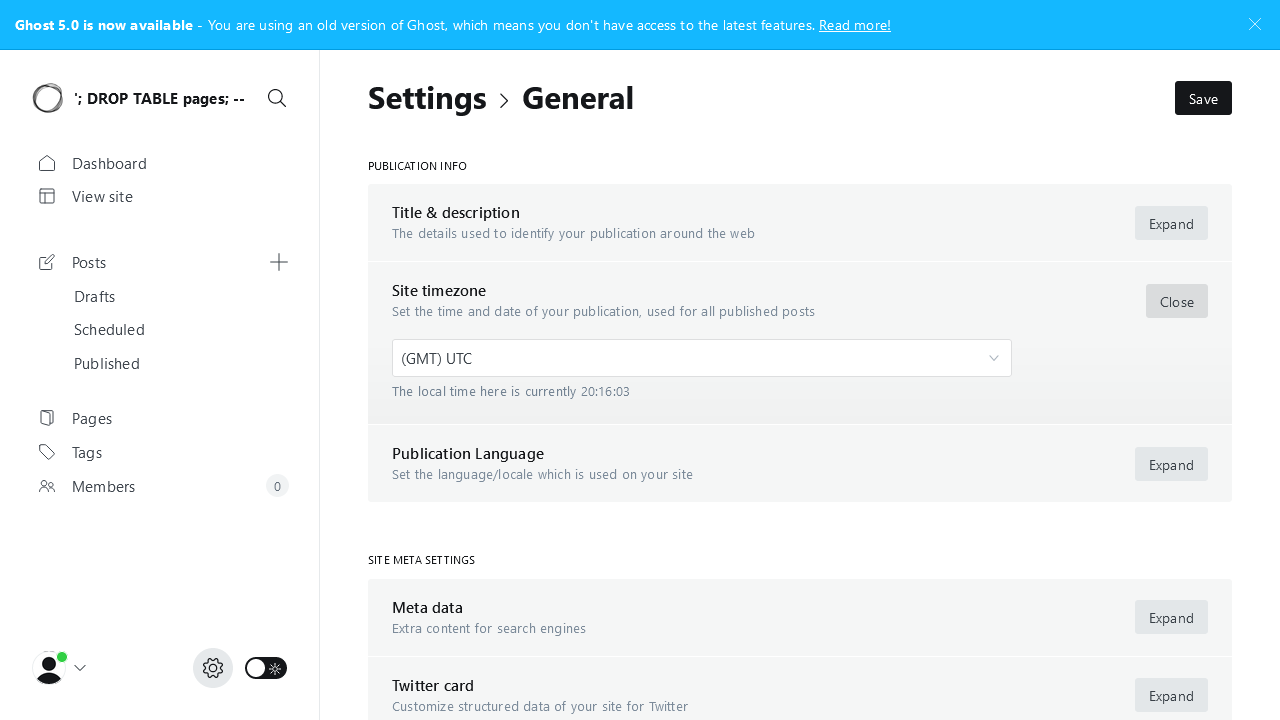 Ghost 5.0 is now available - You are using an old version of Ghost, which means you don't have access to the latest features. Read more!
'; DROP TABLE pages; --
Dashboard
View site
Posts
Drafts
Scheduled
Published
Pages
Tags
Members
0
Settings
General
Save
PUBLICATION INFO
Title & description
The details used to identify your publication around the web
Expand
Site timezone
Set the time and date of your publication, used for all published posts
Close
(GMT) UTC
The local time here is currently 20:16:03
Publication Language
Set the language/locale which is used on your site
Expand
SITE META SETTINGS
Meta data
Extra content for search engines
Expand
Twitter card
Customize structured data of your site for Twitter
Expand